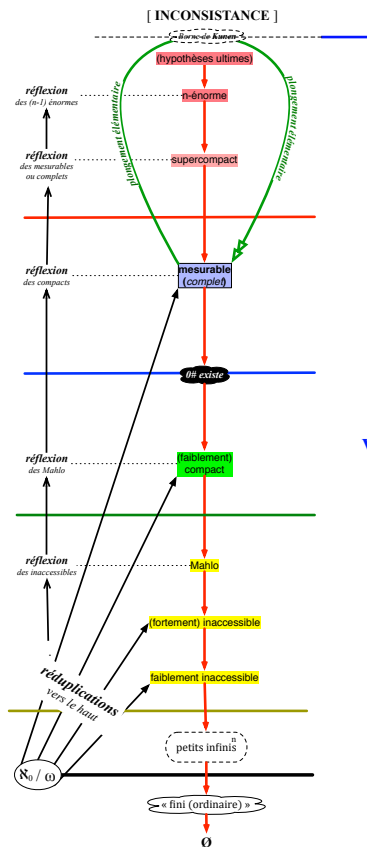 [ INCONSISTANCE ]
Borne de Kunen
(hypothèses ultimes)
plongement élémentaire
plongement élémentaire
réflexion
des (n-1) énormes
n-énorme
réflexion
des mesurables
ou complets
supercompact
réflexion
des compacts
mesurable
(complet)
0# existe
réflexion
des Mahlo
(faiblement)
compact
réflexion
des inaccessibles
Mahlo
(fortement) inaccessible
réduplications
vers le haut
faiblement inaccessible
petits infinis n
ℵ0 / ω
« fini (ordinaire) »
Ø